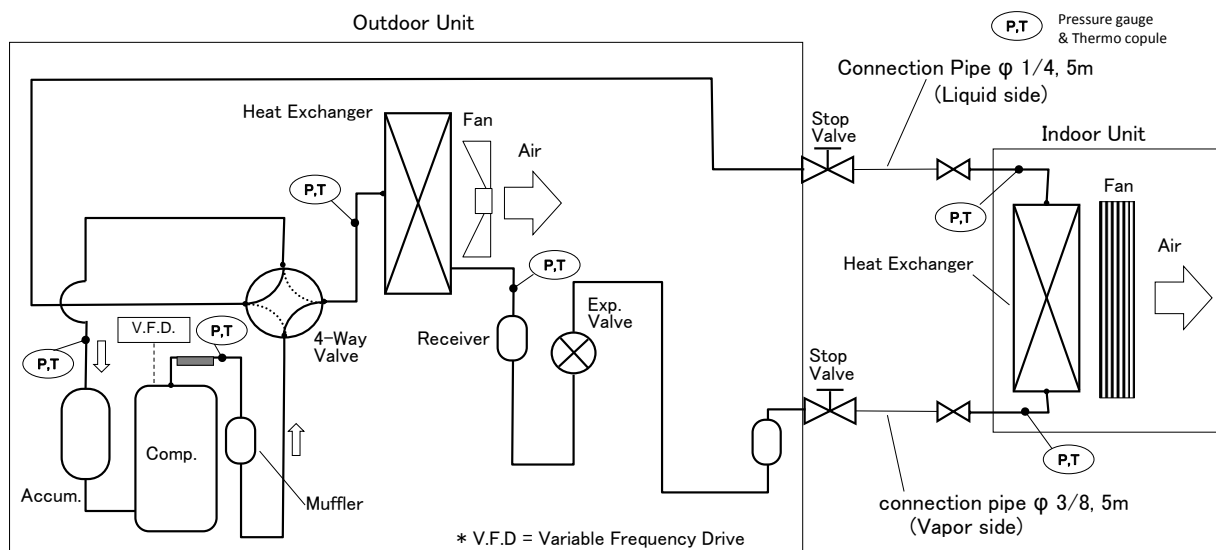 Outdoor Unit
P,T
Pressure gauge
& Thermo copule
Connection Pipe φ 1/4, 5m
(Liquid side)
Heat Exchanger
Fan
Air
Stop
Valve
Indoor Unit
P,T
P,T
Fan
Air
Heat Exchanger
P,T
Exp.
Valve
4-Way
Valve
Receiver
V.F.D.
P,T
P,T
Stop
Valve
Comp.
P,T
Accum.
Muffler
connection pipe φ 3/8, 5m
(Vapor side)
* V.F.D = Variable Frequency Drive